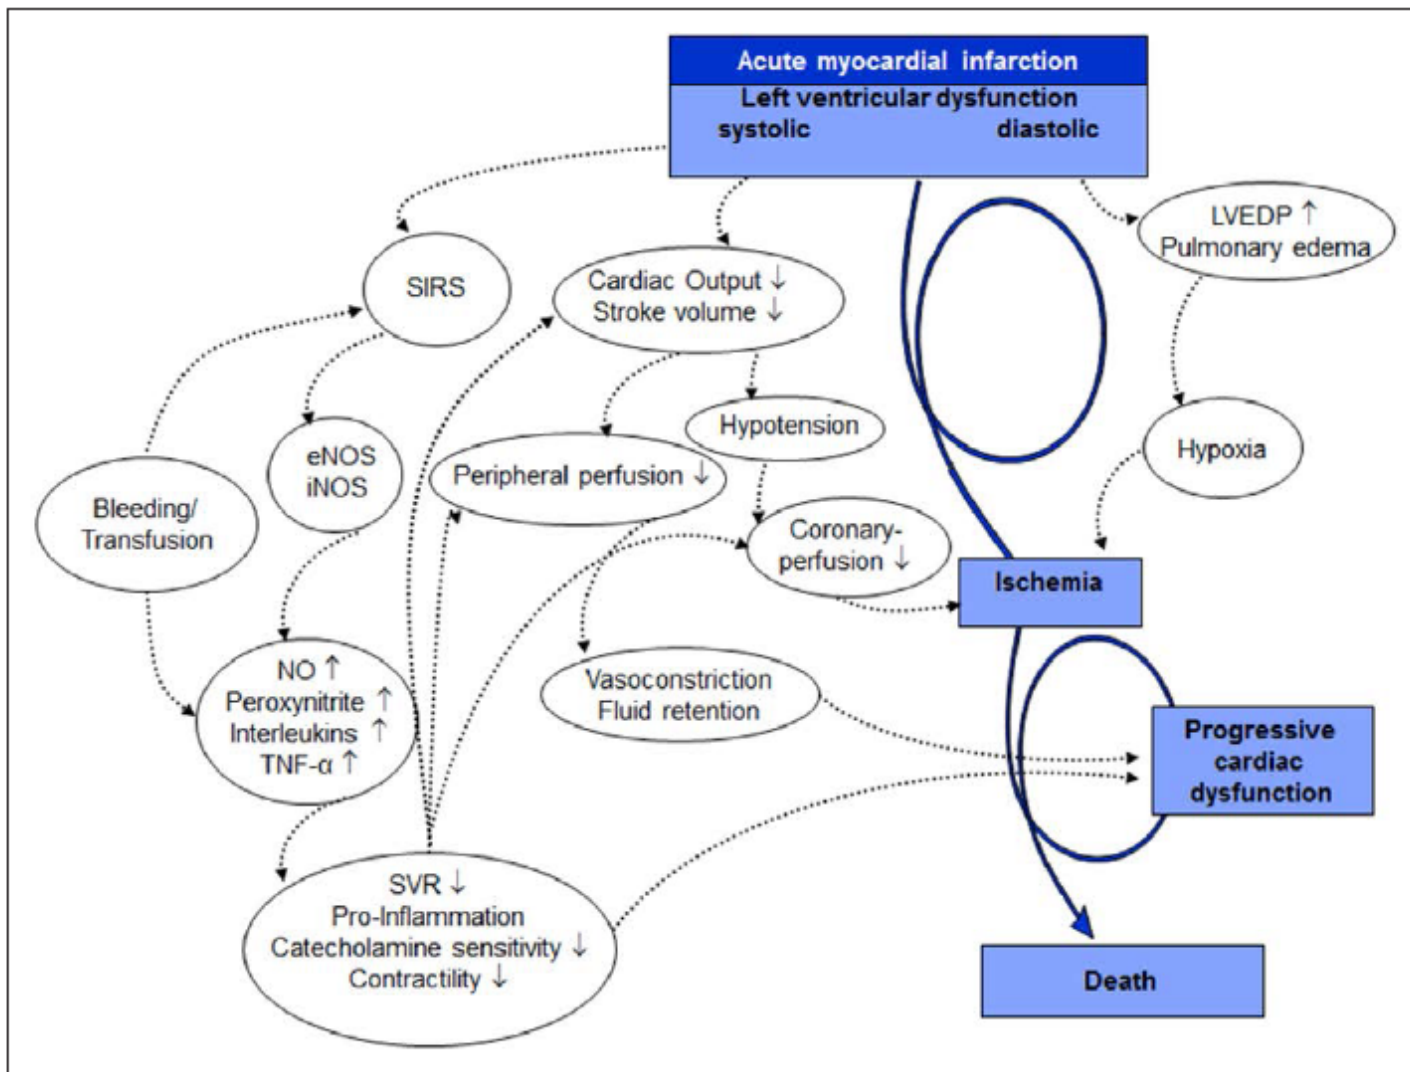 Acute myocardial infarction
Left ventricular dysfunction
systolic diastolic
LVEDP ↑
Pulmonary edema
SIRS
Cardiac Output ↓
Stroke volume ↓
Hypotension
Hypoxia
eNOS
iNOS
Peripheral perfusion ↓
Bleeding/
Transfusion
Coronary-
perfusion ↓
Ischemia
NO ↑
Peroxynitrite ↑
Interleukins ↑
TNF-α ↑
Vasoconstriction
Fluid retention
Progressive
cardiac
dysfunction
SVR ↓
Pro-Inflammation
Catecholamine sensitivity ↓
Contractility ↓
Death